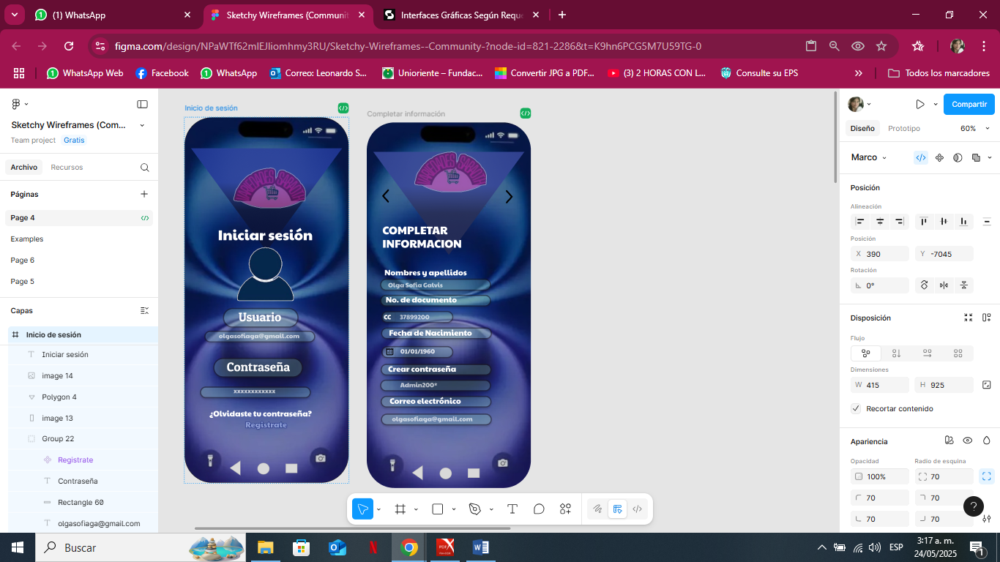 (1) WhatsApp
Sketchy Wireframes (Communit
Interfaces Gráficas Según Reque
figma.com/design/NPaWTf62mlEJIiomhmy3RU/Sketchy-Wireframes--Community-?node-id=821-2286&t=K9hn6PCG5M7U59TG-0
WhatsApp Web
Facebook
WhatsApp
Correo: Leonardo S...
Unioriente – Fundac...
Convertir JPG a PDF...
(3) 2 HORAS CON L...
Consulte su EPS
Todos los marcadores
Sketchy Wireframes (Com...
Team project Gratis
Archivo Recursos
Páginas
Page 4
Examples
Page 6
Page 5
Capas
Inicio de sesión
Iniciar sesión
image 14
Polygon 4
image 13
Group 22
Registrate
Contraseña
Rectangle 60
olgasofiaga@gmail.com
Inicio de sesión
VARIEDADES SARMUT
Iniciar sesión
Usuario
olgasofiaga@gmail.com
Contraseña
xxxxxxxxxxxx
¿Olvidaste tu contraseña?
Registrate
Completar información
COMPLETAR
INFORMACION
Nombres y apellidos
Olga Sofia Galvis
No. de documento
CC 37899200
Fecha de Nacimiento
01/01/1960
Crear contraseña
Admin200*
Correo electrónico
olgasofiaga@gmail.com
Compartir
Diseño Prototipo 60%
Marco
Posición
Alineación
Posición
X 390 Y -7045
Rotación
0°
Disposición
Flujo
Dimensiones
W 415 H 925
Recortar contenido
Apariencia
Opacidad Radio de esquina
100% 70
70 70
70 70
?
Buscar
ESP
3:17 a. m.
24/05/2025
1